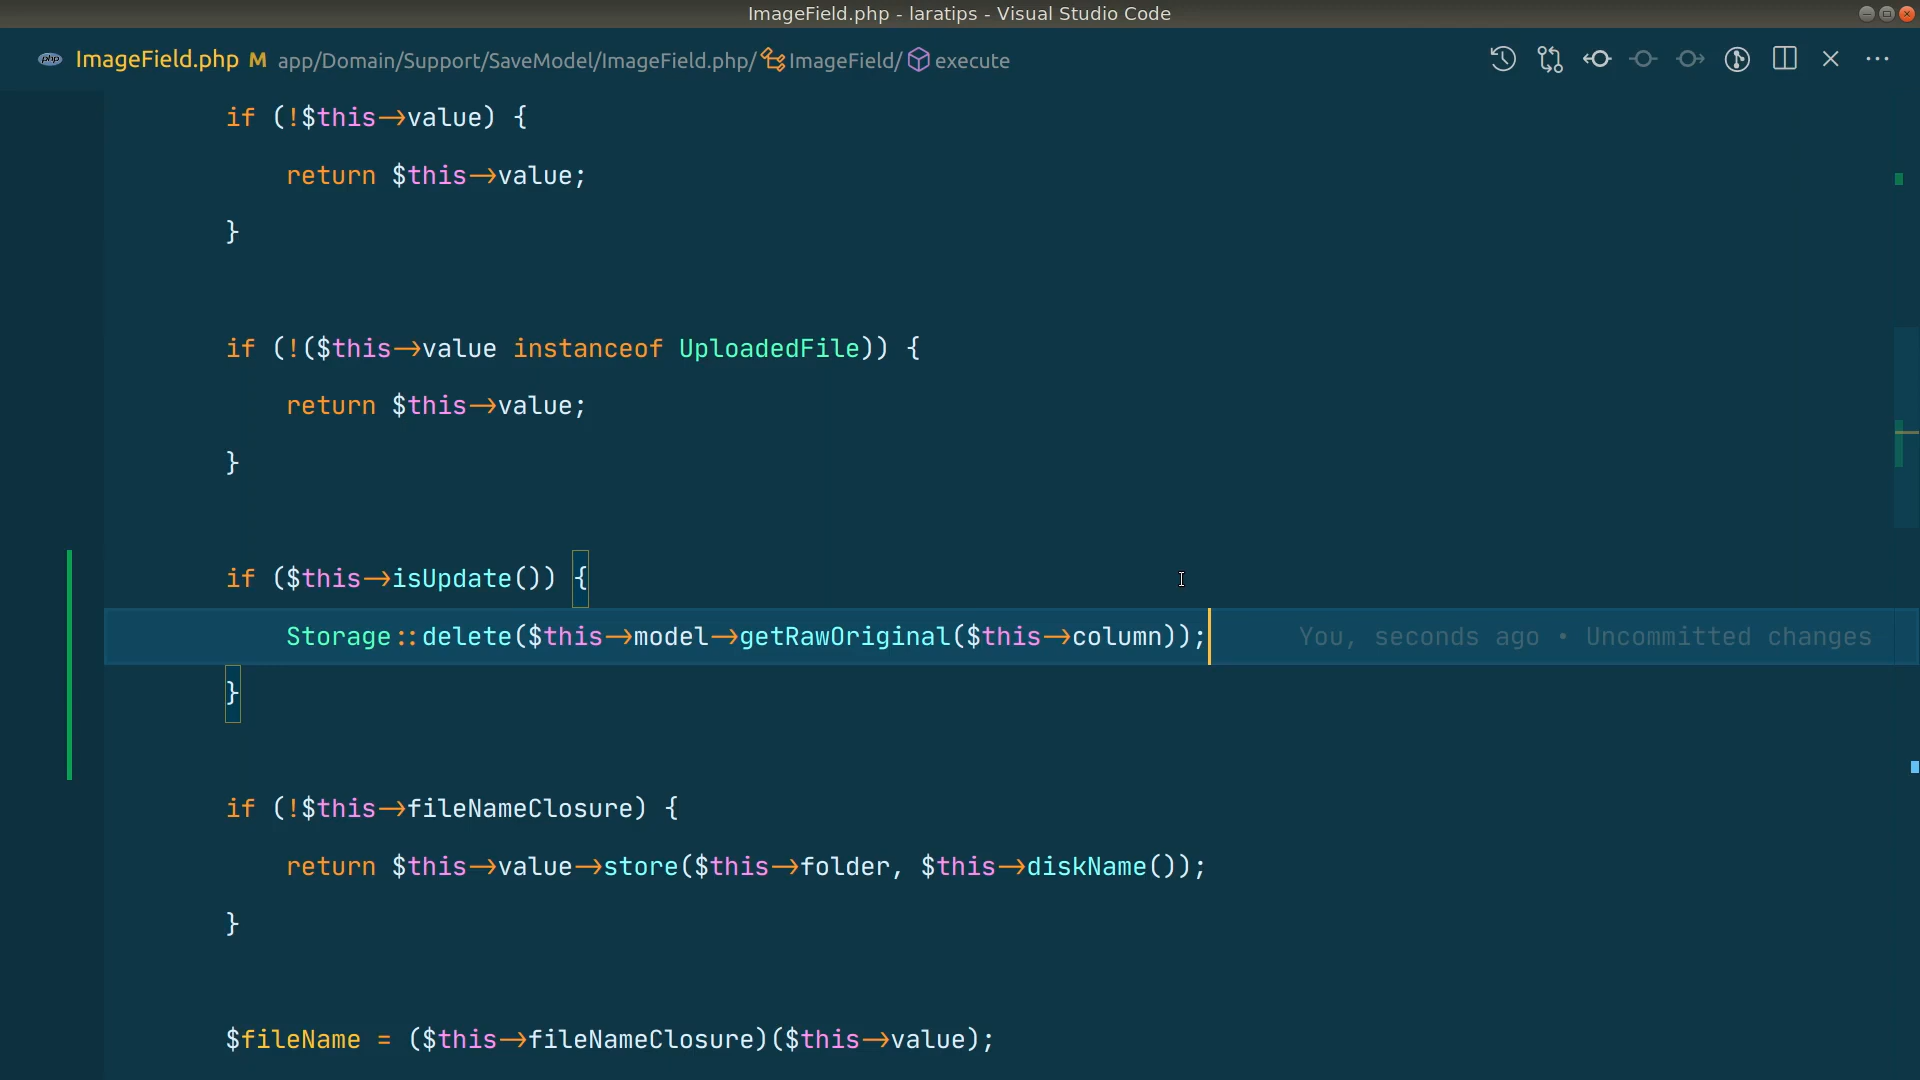 ImageField.php - laratips - Visual Studio Code
php ImageField.php M app/Domain/Support/SaveModel/ImageField.php/ ImageField/ execute
if (!$this->value) {
return $this->value;
}
if (!($this->value instanceof UploadedFile)) {
return $this->value;
}
if ($this->isUpdate()) {
Storage::delete($this->model->getRawOriginal($this->column)); You, seconds ago • Uncommitted changes
}
if (!$this->fileNameClosure) {
return $this->value->store($this->folder, $this->diskName());
}
$fileName = ($this->fileNameClosure)($this->value);